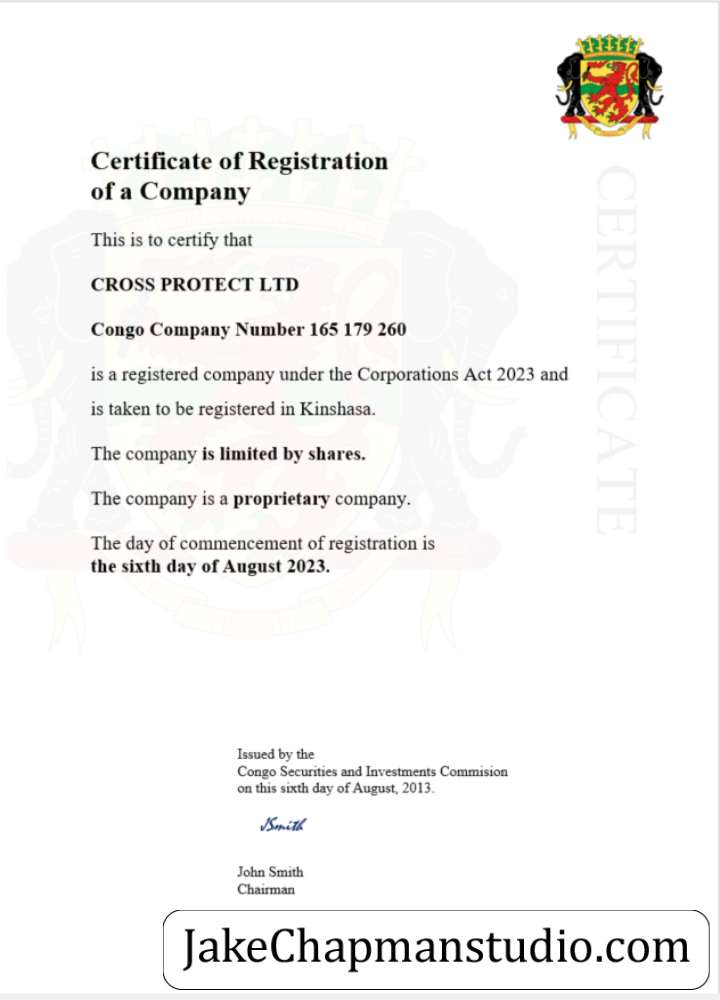 Certificate of Registration
of a Company
CERTIFICATE
This is to certify that
CROSS PROTECT LTD
Congo Company Number 165 179 260
is a registered company under the Corporations Act 2023 and
is taken to be registered in Kinshasa.
The company is limited by shares.
The company is a proprietary company.
The day of commencement of registration is
the sixth day of August 2023.
Issued by the
Congo Securities and Investments Commision
on this sixth day of August, 2013.
JSmith
John Smith
Chairman
JakeChapmanstudio.com